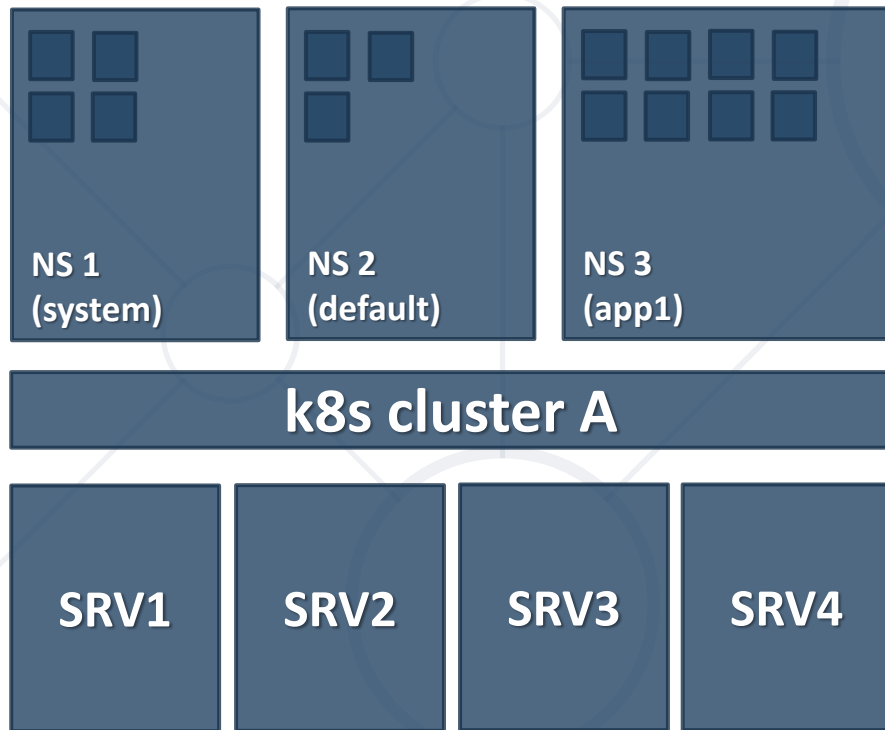 NS 1
(system)
NS 2
(default)
NS 3
(app1)
k8s cluster A
SRV1
SRV2
SRV3
SRV4